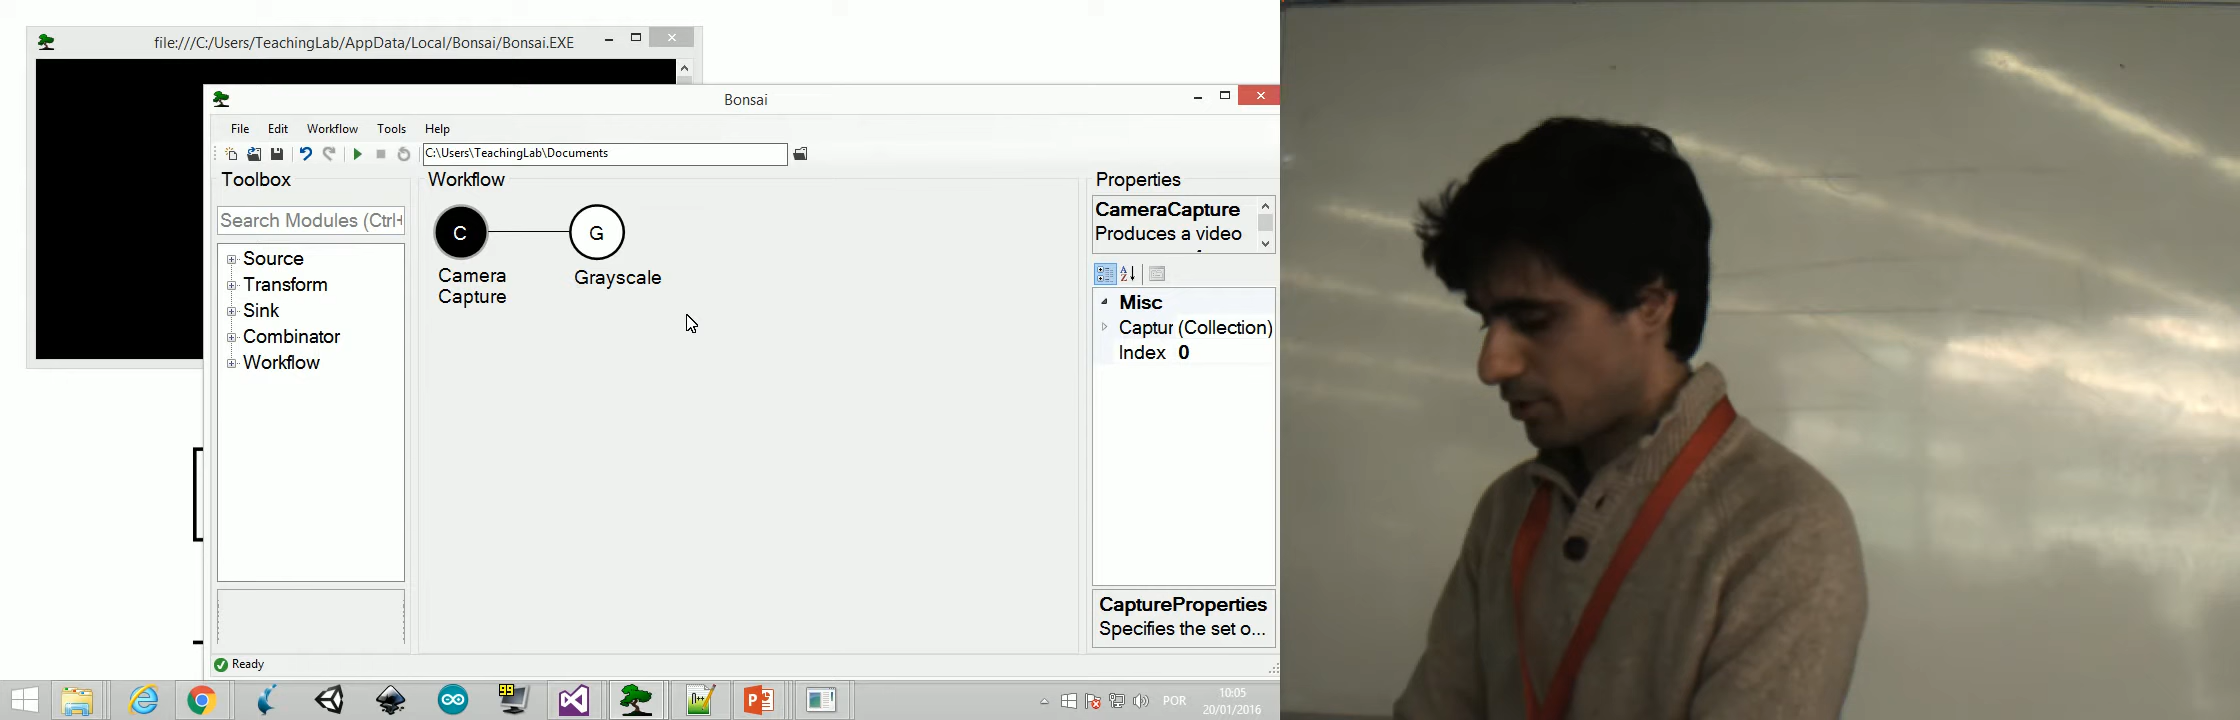 file:///C:/Users/TeachingLab/AppData/Local/Bonsai/Bonsai.EXE
Bonsai
File Edit Workflow Tools Help
C:\Users\TeachingLab\Documents
Toolbox
Workflow
Properties
Search Modules (Ctrl+
Source
Transform
Sink
Combinator
Workflow
C
G
Camera
Capture
Grayscale
CameraCapture
Produces a video
Misc
Captur (Collection)
Index 0
CaptureProperties
Specifies the set o...
Ready
99
POR
10:05
20/01/2016